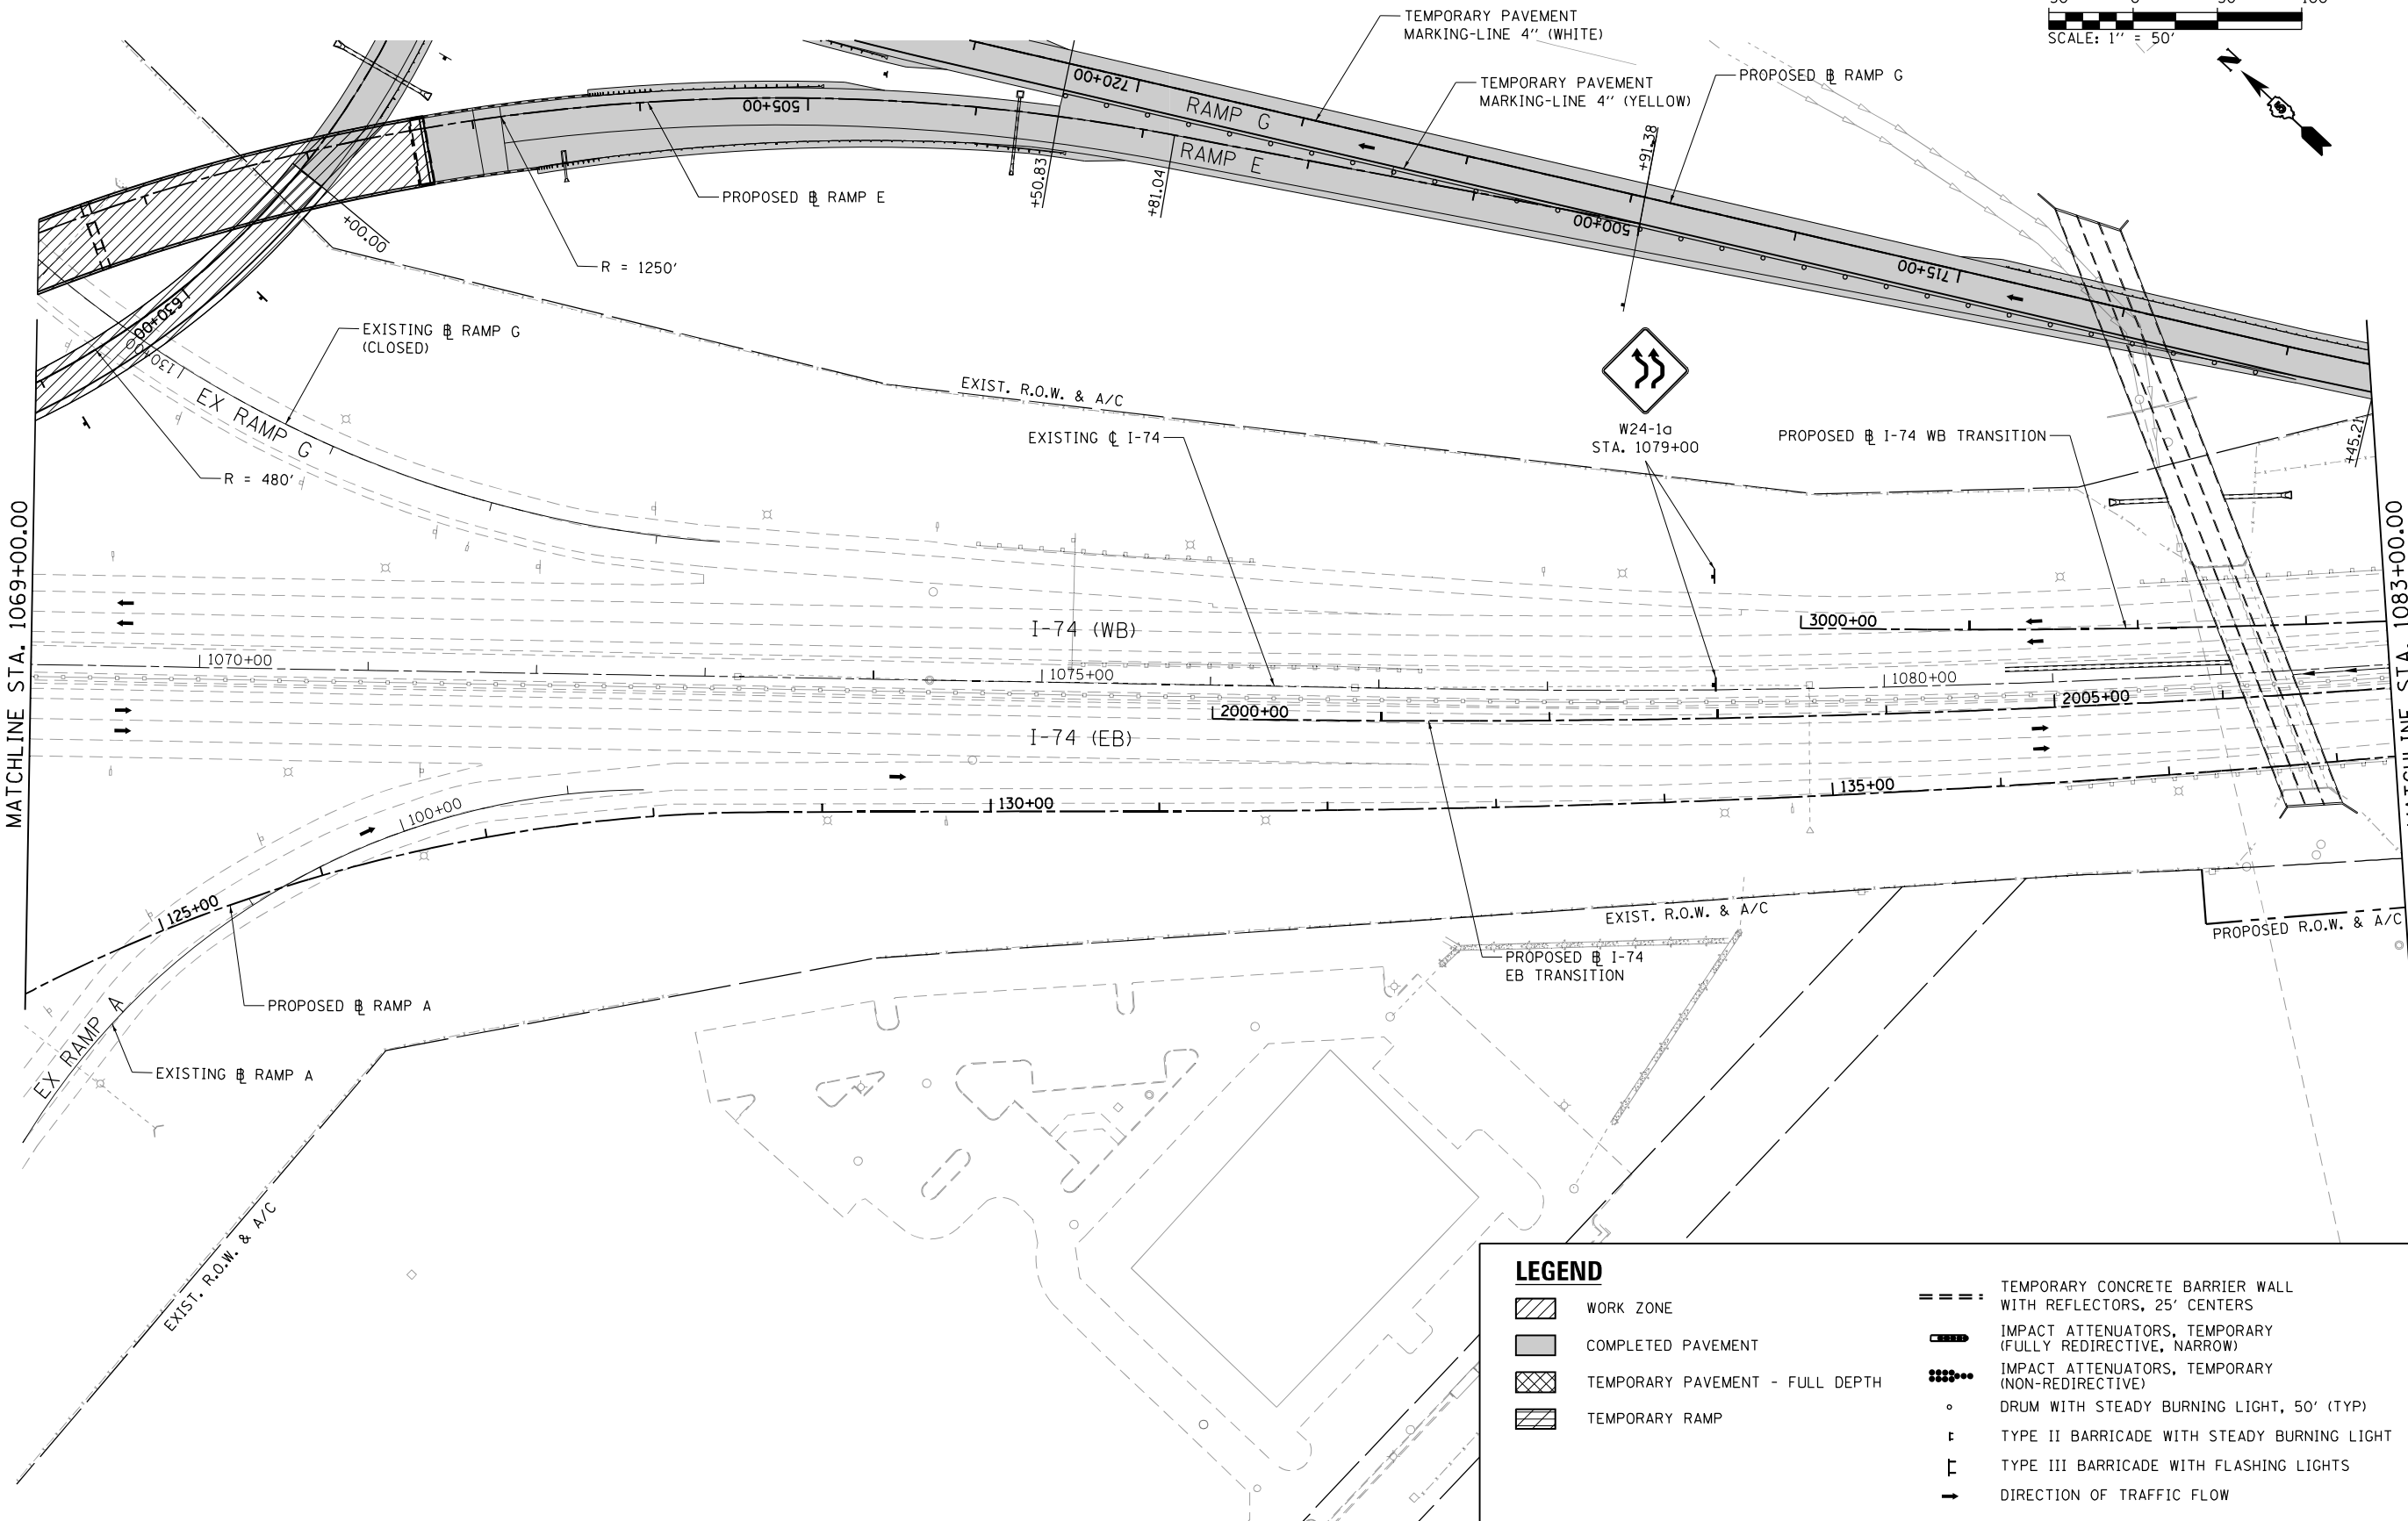 TEMPORARY PAVEMENT
MARKING-LINE 4'' (WHITE)
SCALE: 1'' = 50'
TEMPORARY PAVEMENT
MARKING-LINE 4'' (YELLOW)
PROPOSED ℄ RAMP G
N
720+00
505+00
RAMP G
RAMP E
+50.83
+81.04
+91.38
PROPOSED ℄ RAMP E
+00.00
500+00
715+00
R = 1250'
630+00
130+00
EXISTING ℄ RAMP G
(CLOSED)
EX RAMP G
EXIST. R.O.W. & A/C
W24-1a
STA. 1079+00
EXISTING ℄ I-74
PROPOSED ℄ I-74 WB TRANSITION
+45.21
R = 480'
MATCHLINE STA. 1069+00.00
MATCHLINE STA. 1083+00.00
I-74 (WB)
3000+00
1070+00
1075+00
1080+00
2000+00
2005+00
I-74 (EB)
100+00
130+00
135+00
125+00
EXIST. R.O.W. & A/C
PROPOSED R.O.W. & A/C
PROPOSED ℄ I-74
EB TRANSITION
PROPOSED ℄ RAMP A
EX RAMP A
EXISTING ℄ RAMP A
EXIST. R.O.W. & A/C
LEGEND
WORK ZONE
COMPLETED PAVEMENT
TEMPORARY PAVEMENT - FULL DEPTH
TEMPORARY RAMP
TEMPORARY CONCRETE BARRIER WALL
WITH REFLECTORS, 25' CENTERS
IMPACT ATTENUATORS, TEMPORARY
(FULLY REDIRECTIVE, NARROW)
IMPACT ATTENUATORS, TEMPORARY
(NON-REDIRECTIVE)
DRUM WITH STEADY BURNING LIGHT, 50' (TYP)
TYPE II BARRICADE WITH STEADY BURNING LIGHT
TYPE III BARRICADE WITH FLASHING LIGHTS
DIRECTION OF TRAFFIC FLOW